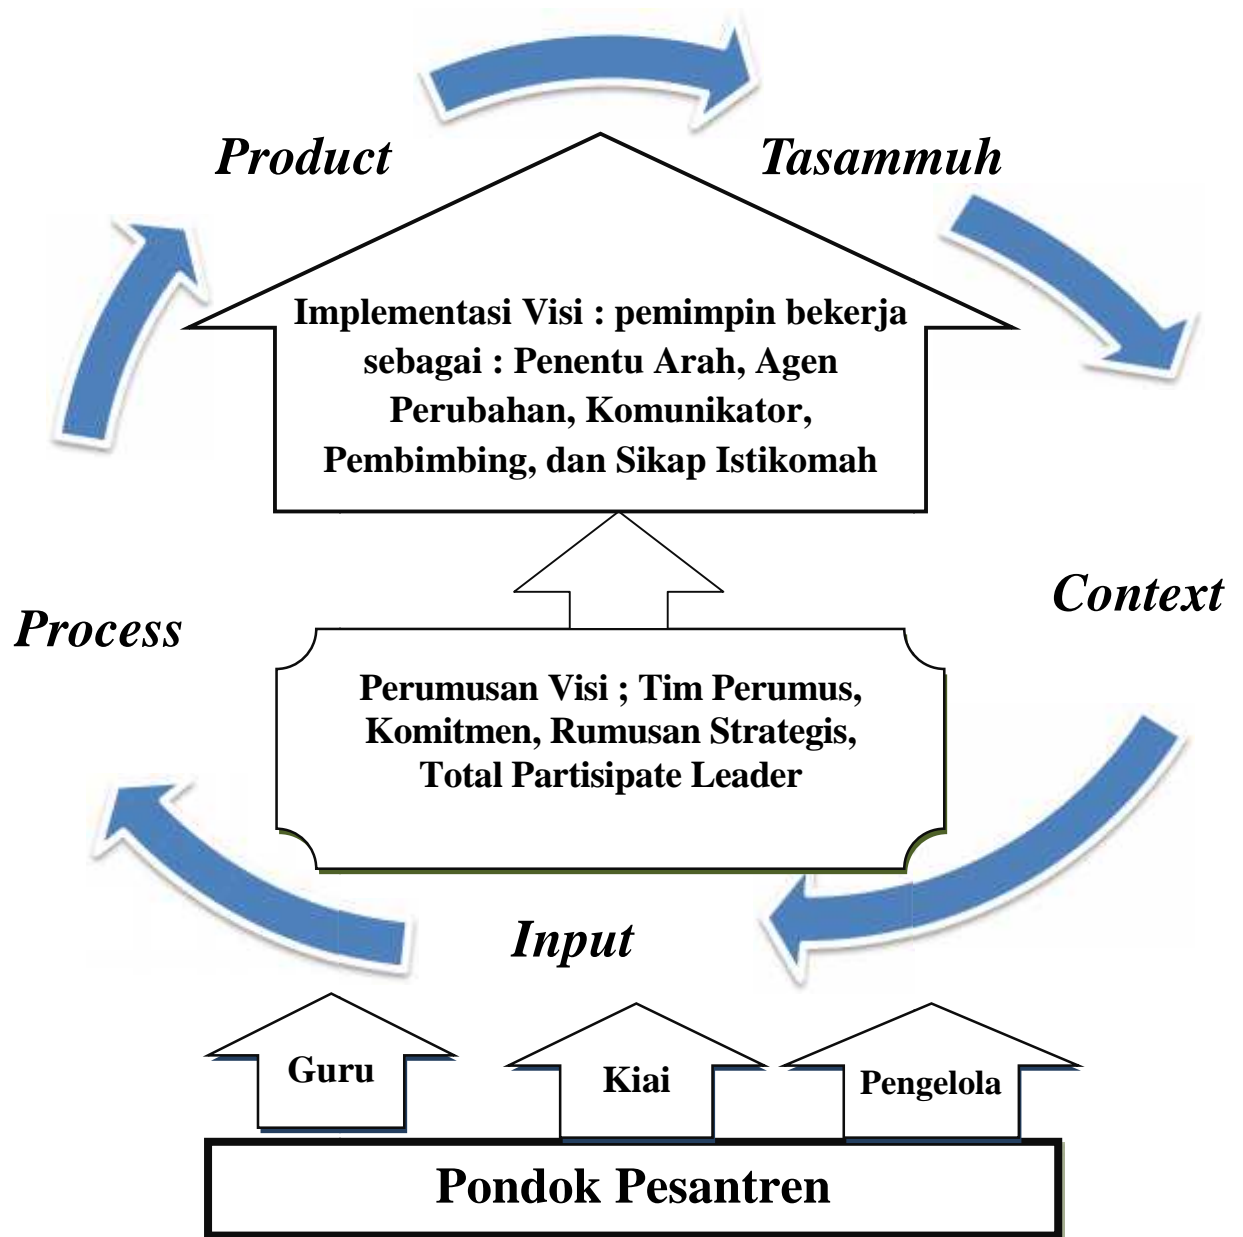 Product
Tasammuh
Implementasi Visi : pemimpin bekerja
sebagai : Penentu Arah, Agen
Perubahan, Komunikator,
Pembimbing, dan Sikap Istikomah
Context
Process
Perumusan Visi ; Tim Perumus,
Komitmen, Rumusan Strategis,
Total Partisipate Leader
Input
Guru
Kiai
Pengelola
Pondok Pesantren